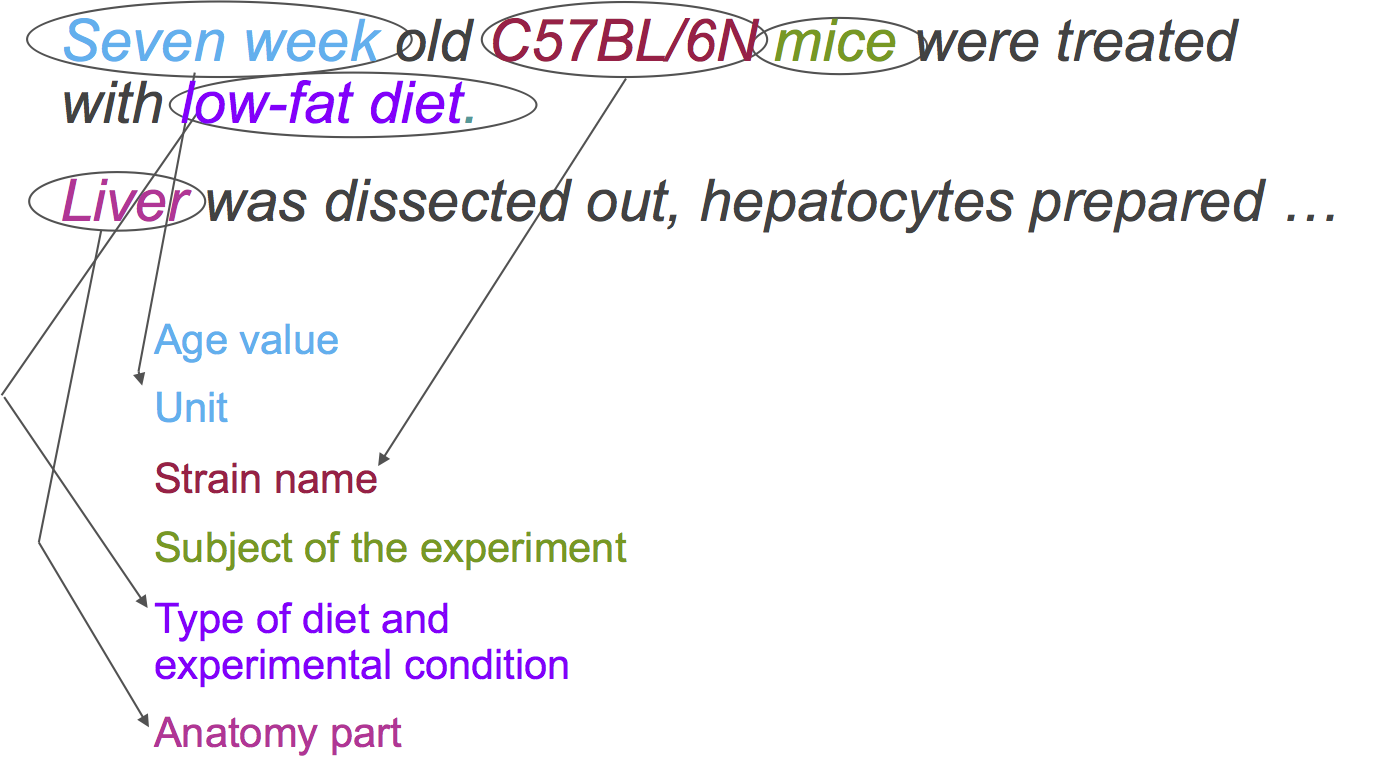 Seven week old C57BL/6N mice were treated
with low-fat diet.
Liver was dissected out, hepatocytes prepared …
Age value
Unit
Strain name
Subject of the experiment
Type of diet and
experimental condition
Anatomy part